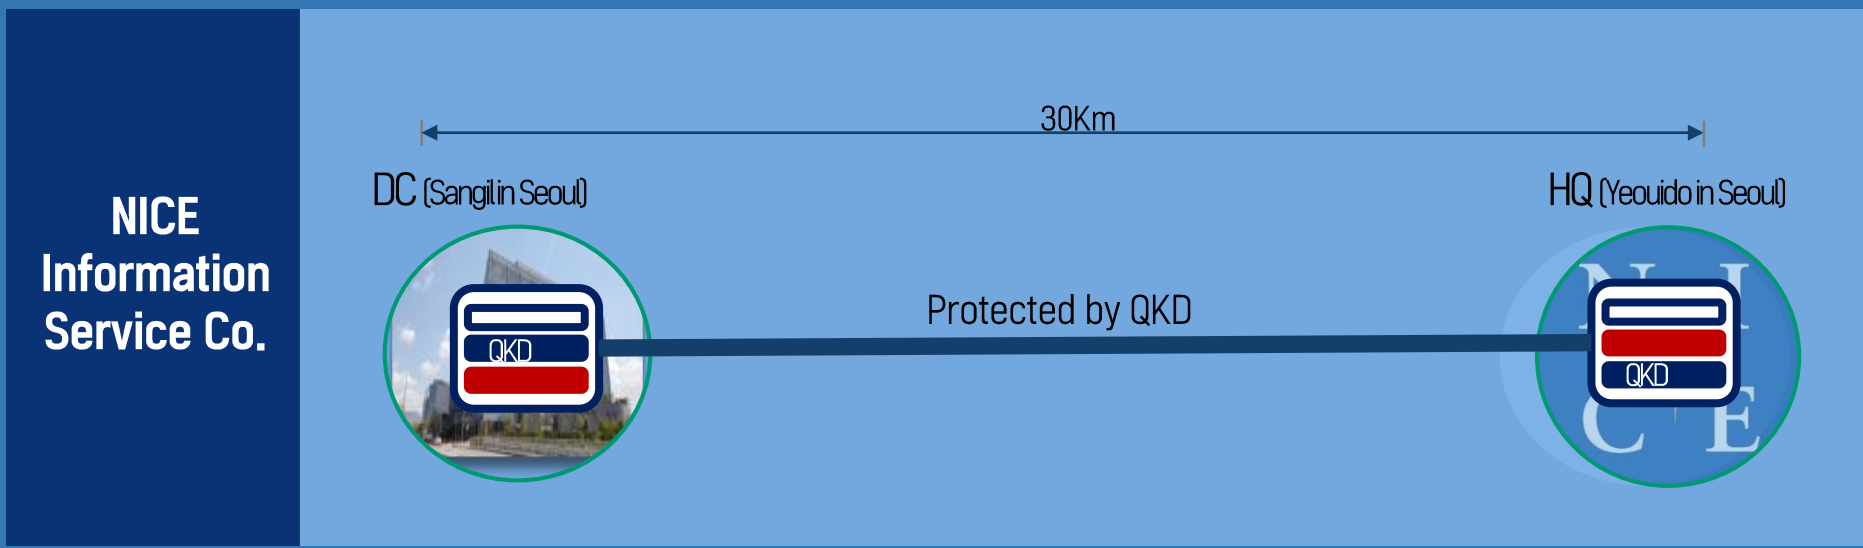 NICE
Information
Service Co.
30Km
DC (Sangil in Seoul)
HQ (Yeouido in Seoul)
Protected by QKD
QKD
QKD
N I
C E